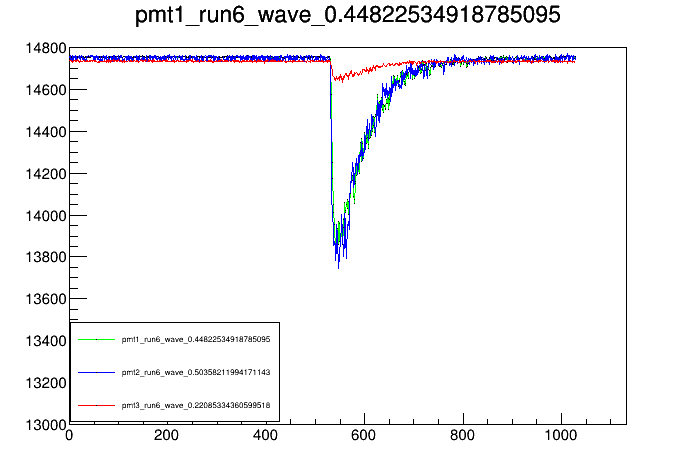 pmt1_run6_wave_0.44822534918785095
14800
14600
14400
14200
14000
13800
13600
13400
13200
13000
pmt1_run6_wave_0.44822534918785095
pmt2_run6_wave_0.50358211994171143
pmt3_run6_wave_0.22085334360599518
0 200 400 600 800 1000